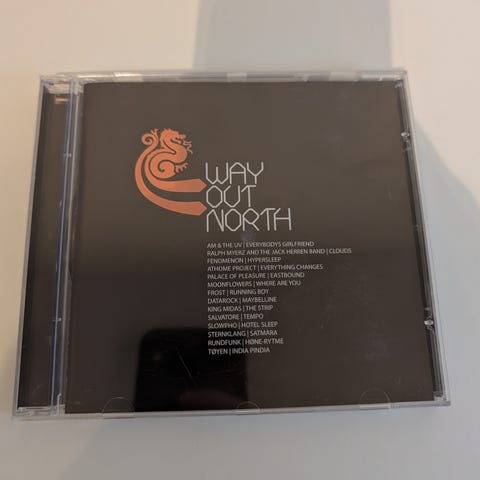 WAY
OUT
NORTH
AM & THE UV | EVERYBODYS GIRLFRIEND
RALPH MYERZ AND THE JACK HERREN BAND | CLOUDS
FENOMENON | HYPERSLEEP
ATHOME PROJECT | EVERYTHING CHANGES
PALACE OF PLEASURE | EASTBOUND
MOONFLOWERS | WHERE ARE YOU
FROST | RUNNING BOY
DATAROCK | MAYBELLINE
KING MIDAS | THE STRIP
SALVATORE | TEMPO
SLOWPHO | HOTEL SLEEP
STERNKLANG | SATMARA
RUNDFUNK | HØNE-RYTME
TØYEN | INDIA PINDIA